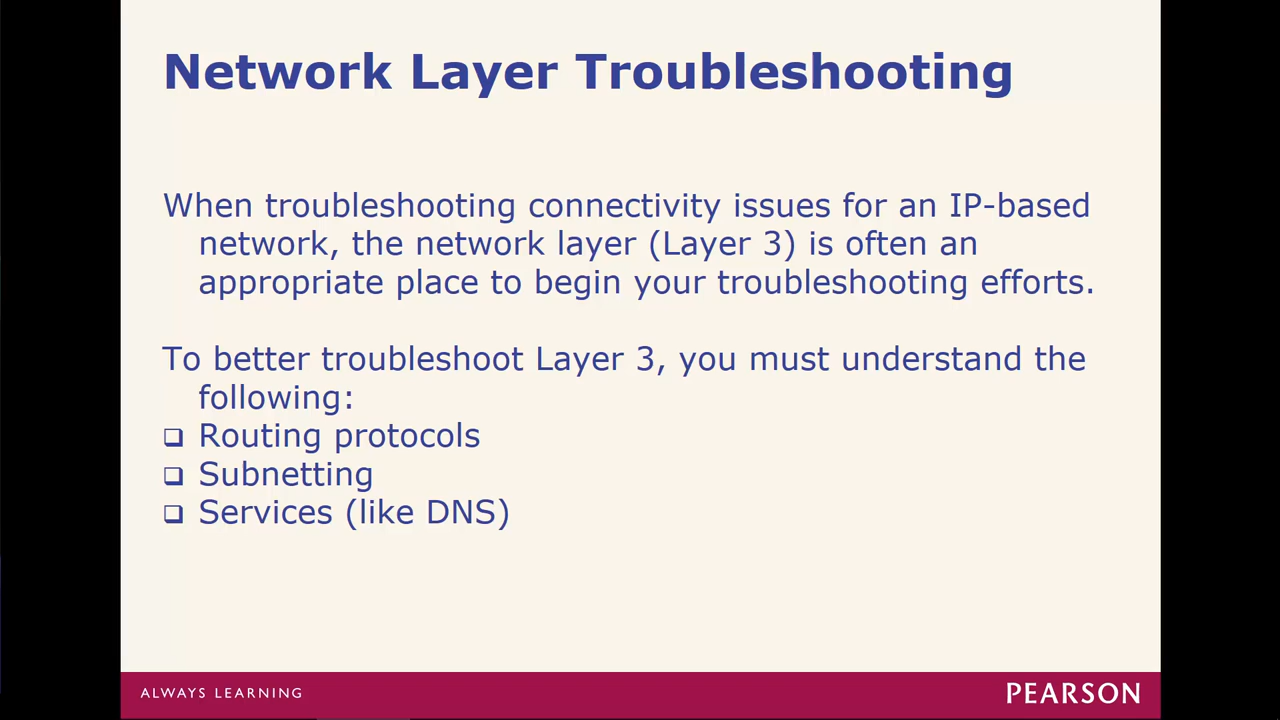 Network Layer Troubleshooting
When troubleshooting connectivity issues for an IP-based
network, the network layer (Layer 3) is often an
appropriate place to begin your troubleshooting efforts.
To better troubleshoot Layer 3, you must understand the
following:
❑ Routing protocols
❑ Subnetting
❑ Services (like DNS)
ALWAYS LEARNING
PEARSON